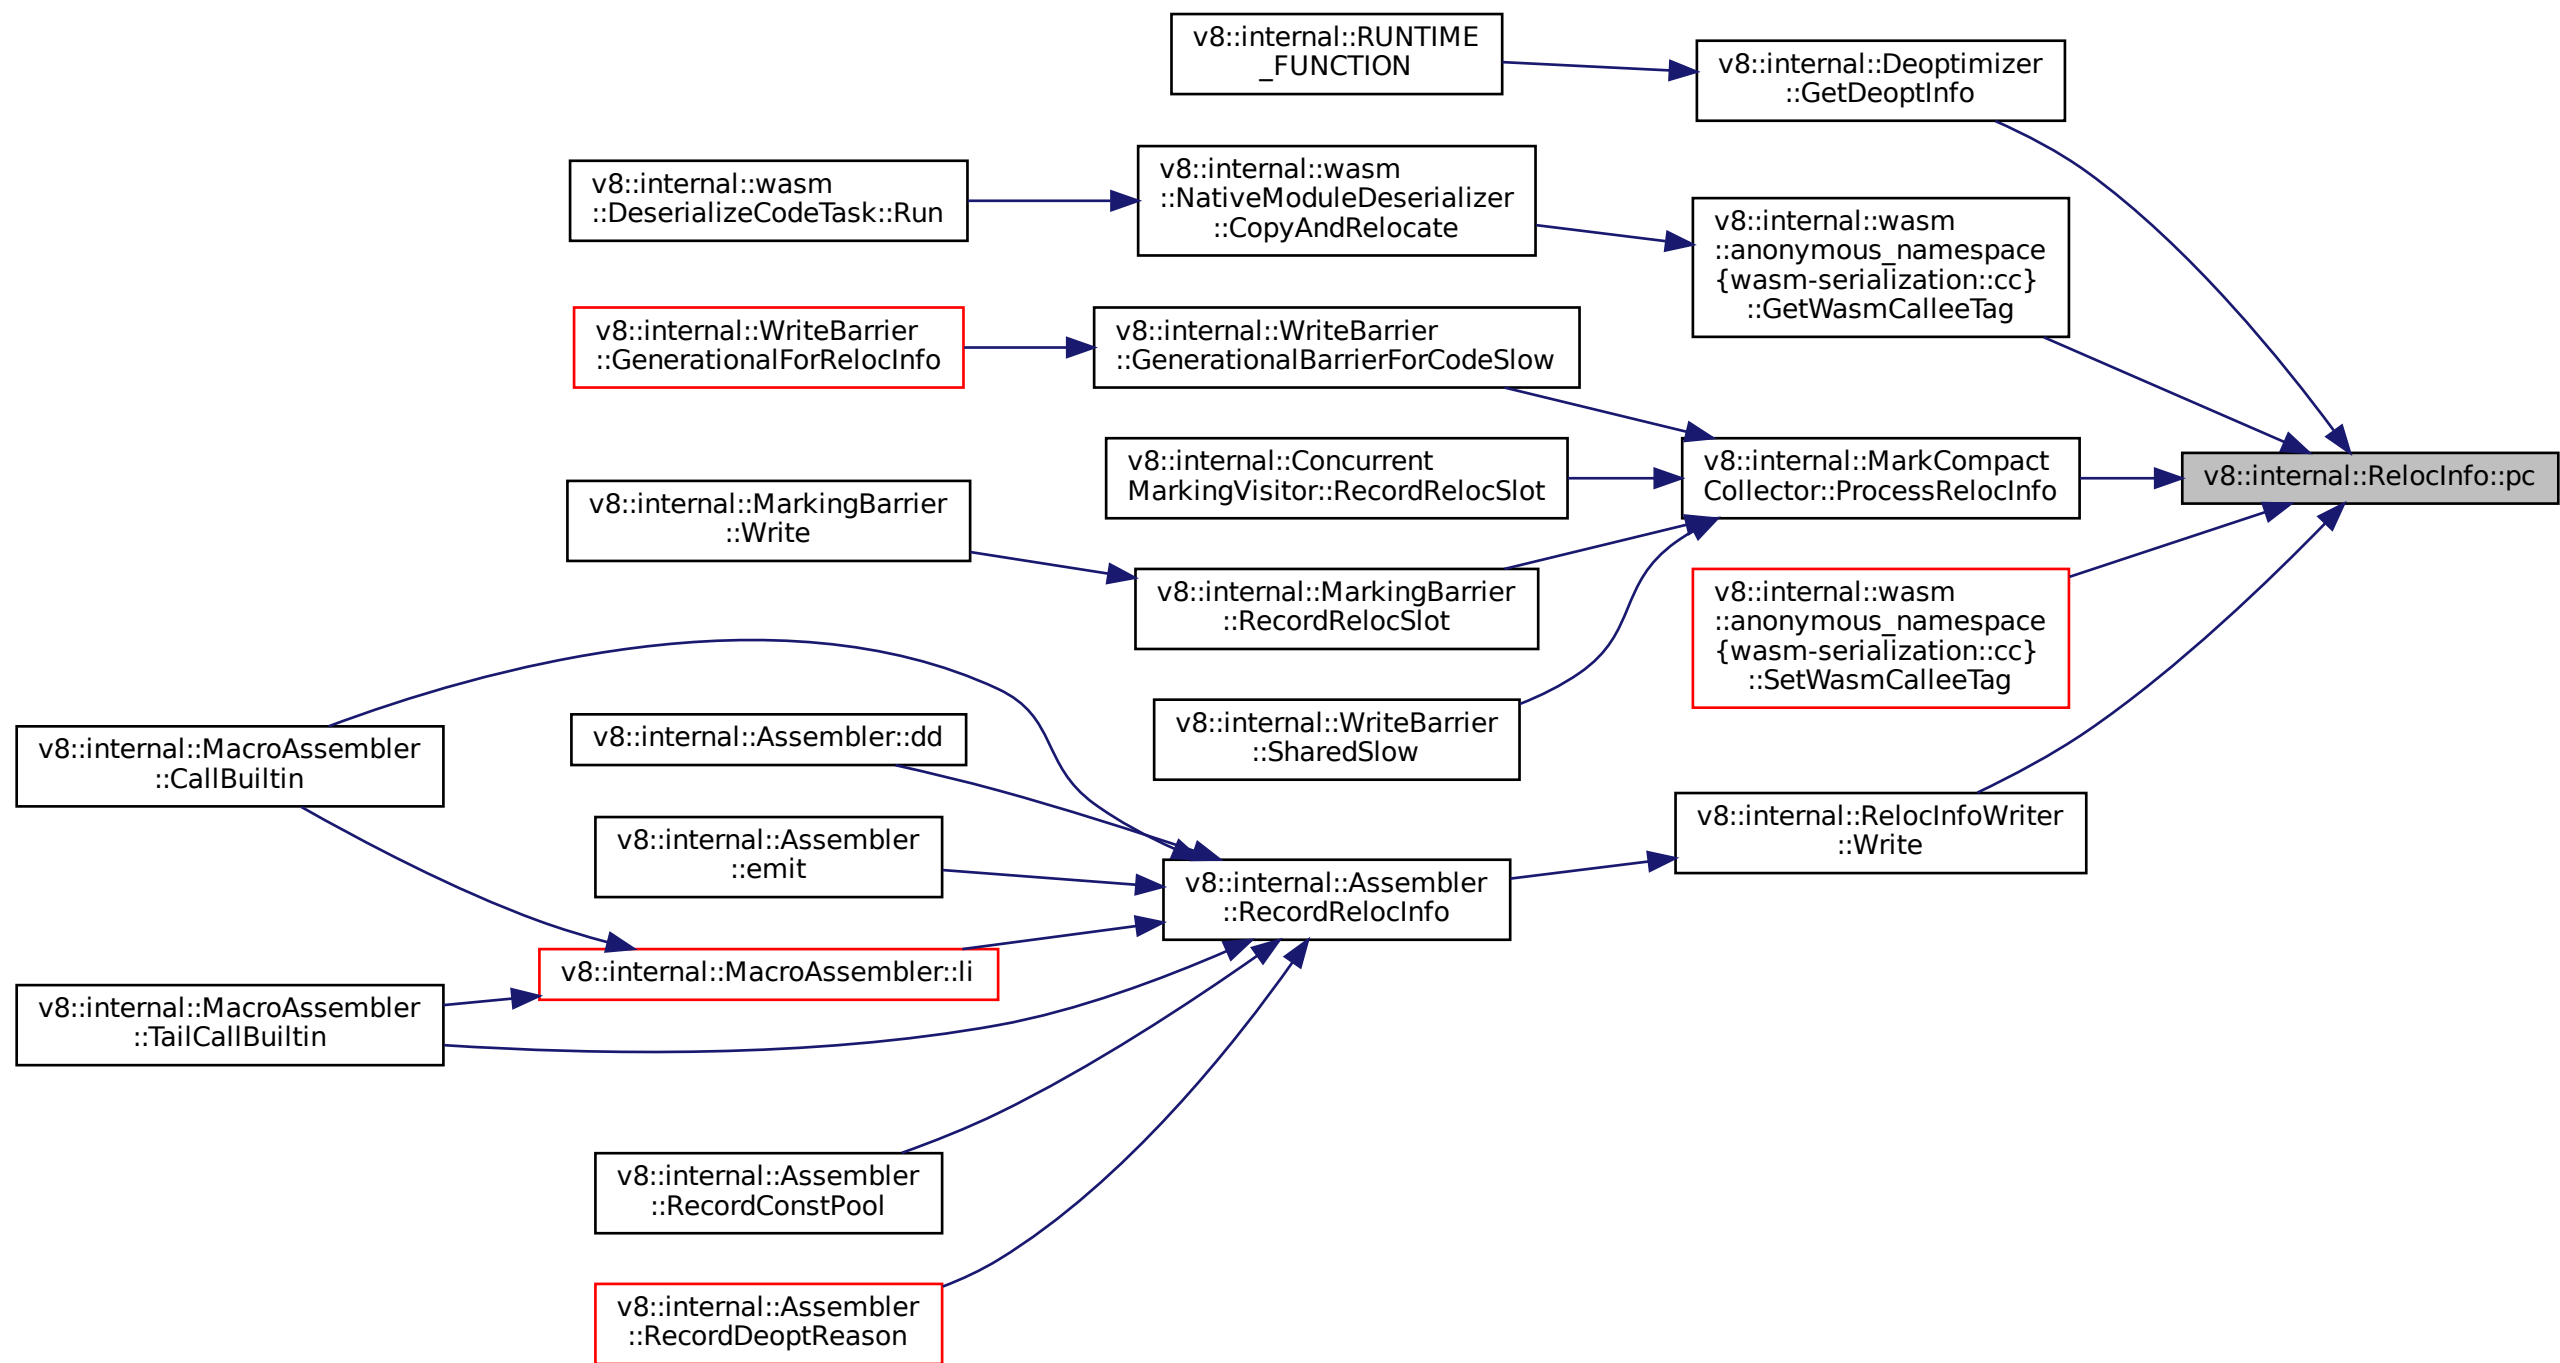 v8::internal::RUNTIME
_FUNCTION
v8::internal::Deoptimizer
::GetDeoptInfo
v8::internal::wasm
::DeserializeCodeTask::Run
v8::internal::wasm
::NativeModuleDeserializer
::CopyAndRelocate
v8::internal::wasm
::anonymous_namespace
{wasm-serialization::cc}
::GetWasmCalleeTag
v8::internal::WriteBarrier
::GenerationalForRelocInfo
v8::internal::WriteBarrier
::GenerationalBarrierForCodeSlow
v8::internal::Concurrent
MarkingVisitor::RecordRelocSlot
v8::internal::MarkCompact
Collector::ProcessRelocInfo
v8::internal::RelocInfo::pc
v8::internal::MarkingBarrier
::Write
v8::internal::MarkingBarrier
::RecordRelocSlot
v8::internal::wasm
::anonymous_namespace
{wasm-serialization::cc}
::SetWasmCalleeTag
v8::internal::WriteBarrier
::SharedSlow
v8::internal::MacroAssembler
::CallBuiltin
v8::internal::Assembler::dd
v8::internal::Assembler
::emit
v8::internal::RelocInfoWriter
::Write
v8::internal::Assembler
::RecordRelocInfo
v8::internal::MacroAssembler::li
v8::internal::MacroAssembler
::TailCallBuiltin
v8::internal::Assembler
::RecordConstPool
v8::internal::Assembler
::RecordDeoptReason